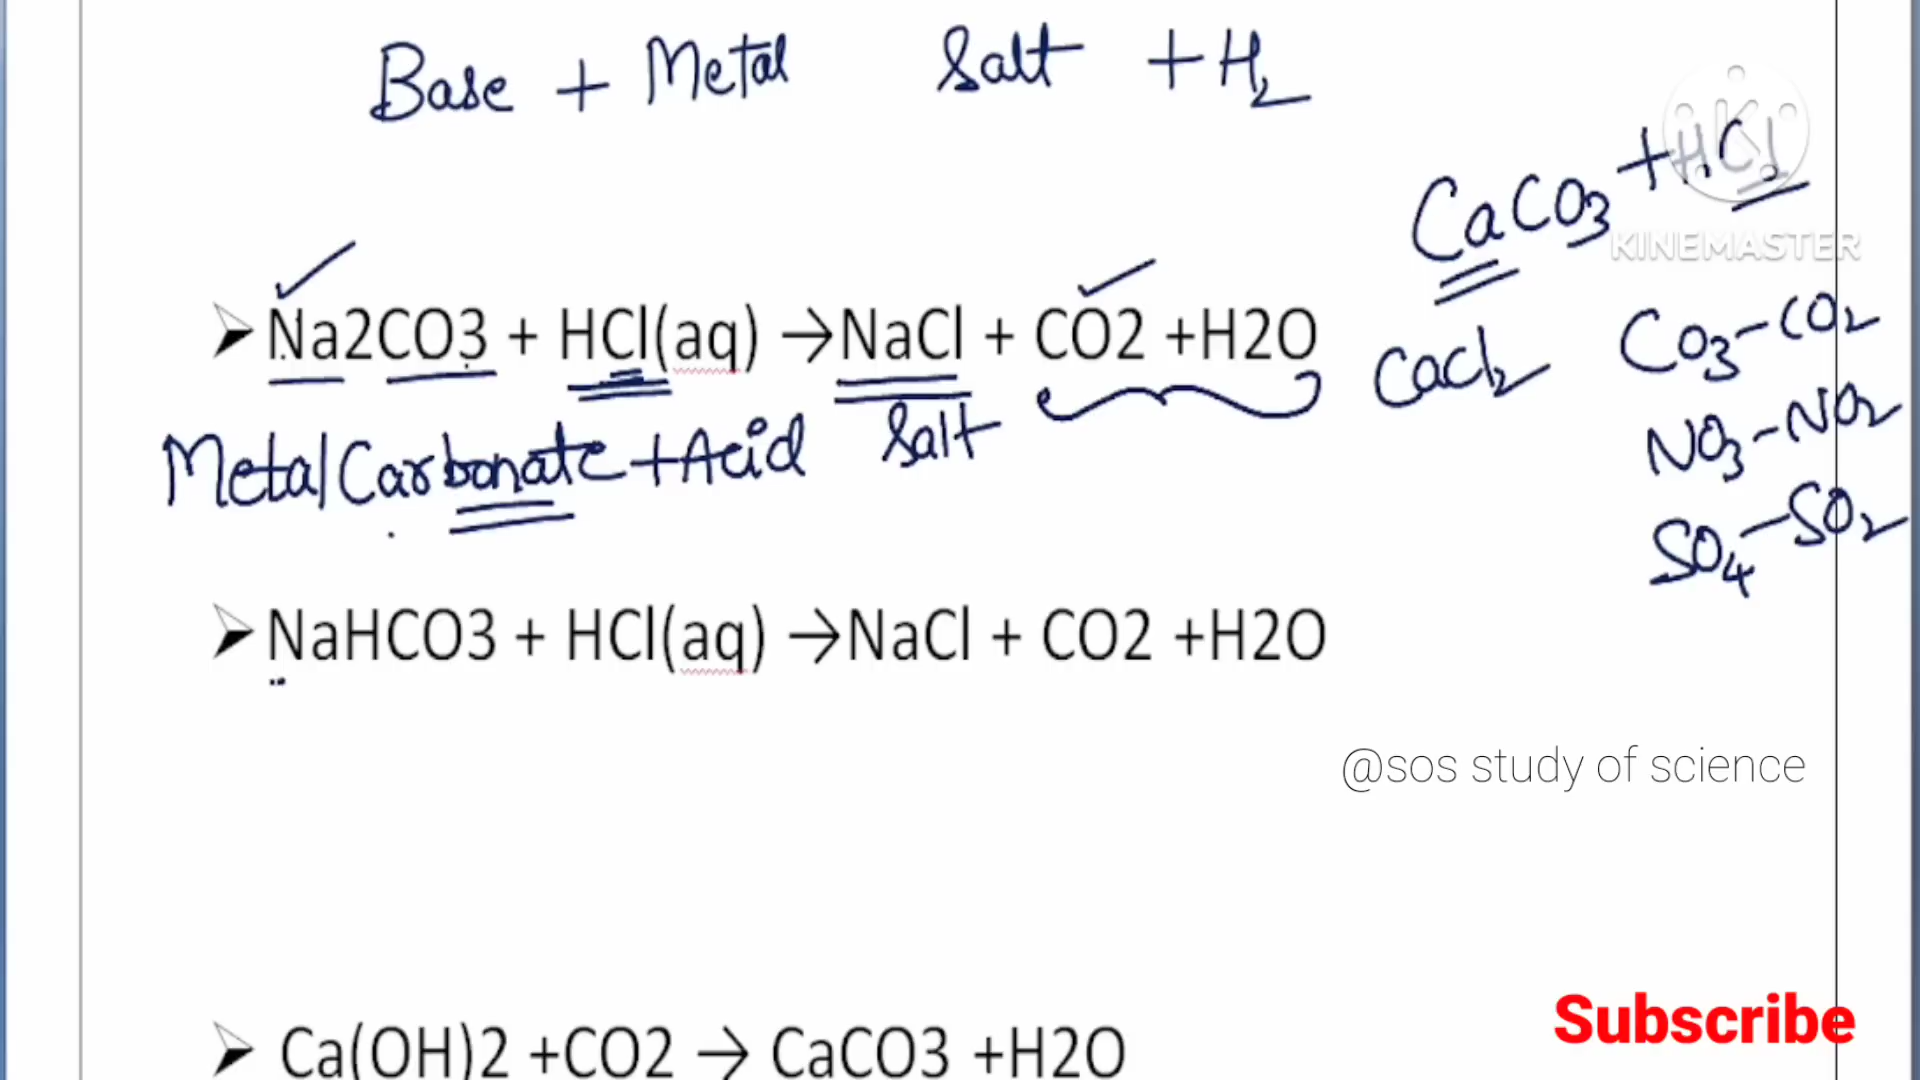 Base + Metal Salt + H2
CaCO3 + HCl
KINEMASTER
➢Na2CO3 + HCl(aq) →NaCl + CO2 +H2O
CaCl2
CO3 - CO2
Metal Carbonate + Acid Salt
NO3 - NO2
SO4 - SO2
➢NaHCO3 + HCl(aq) →NaCl + CO2 +H2O
@sos study of science
Subscribe
➢ Ca(OH)2 +CO2 → CaCO3 +H2O